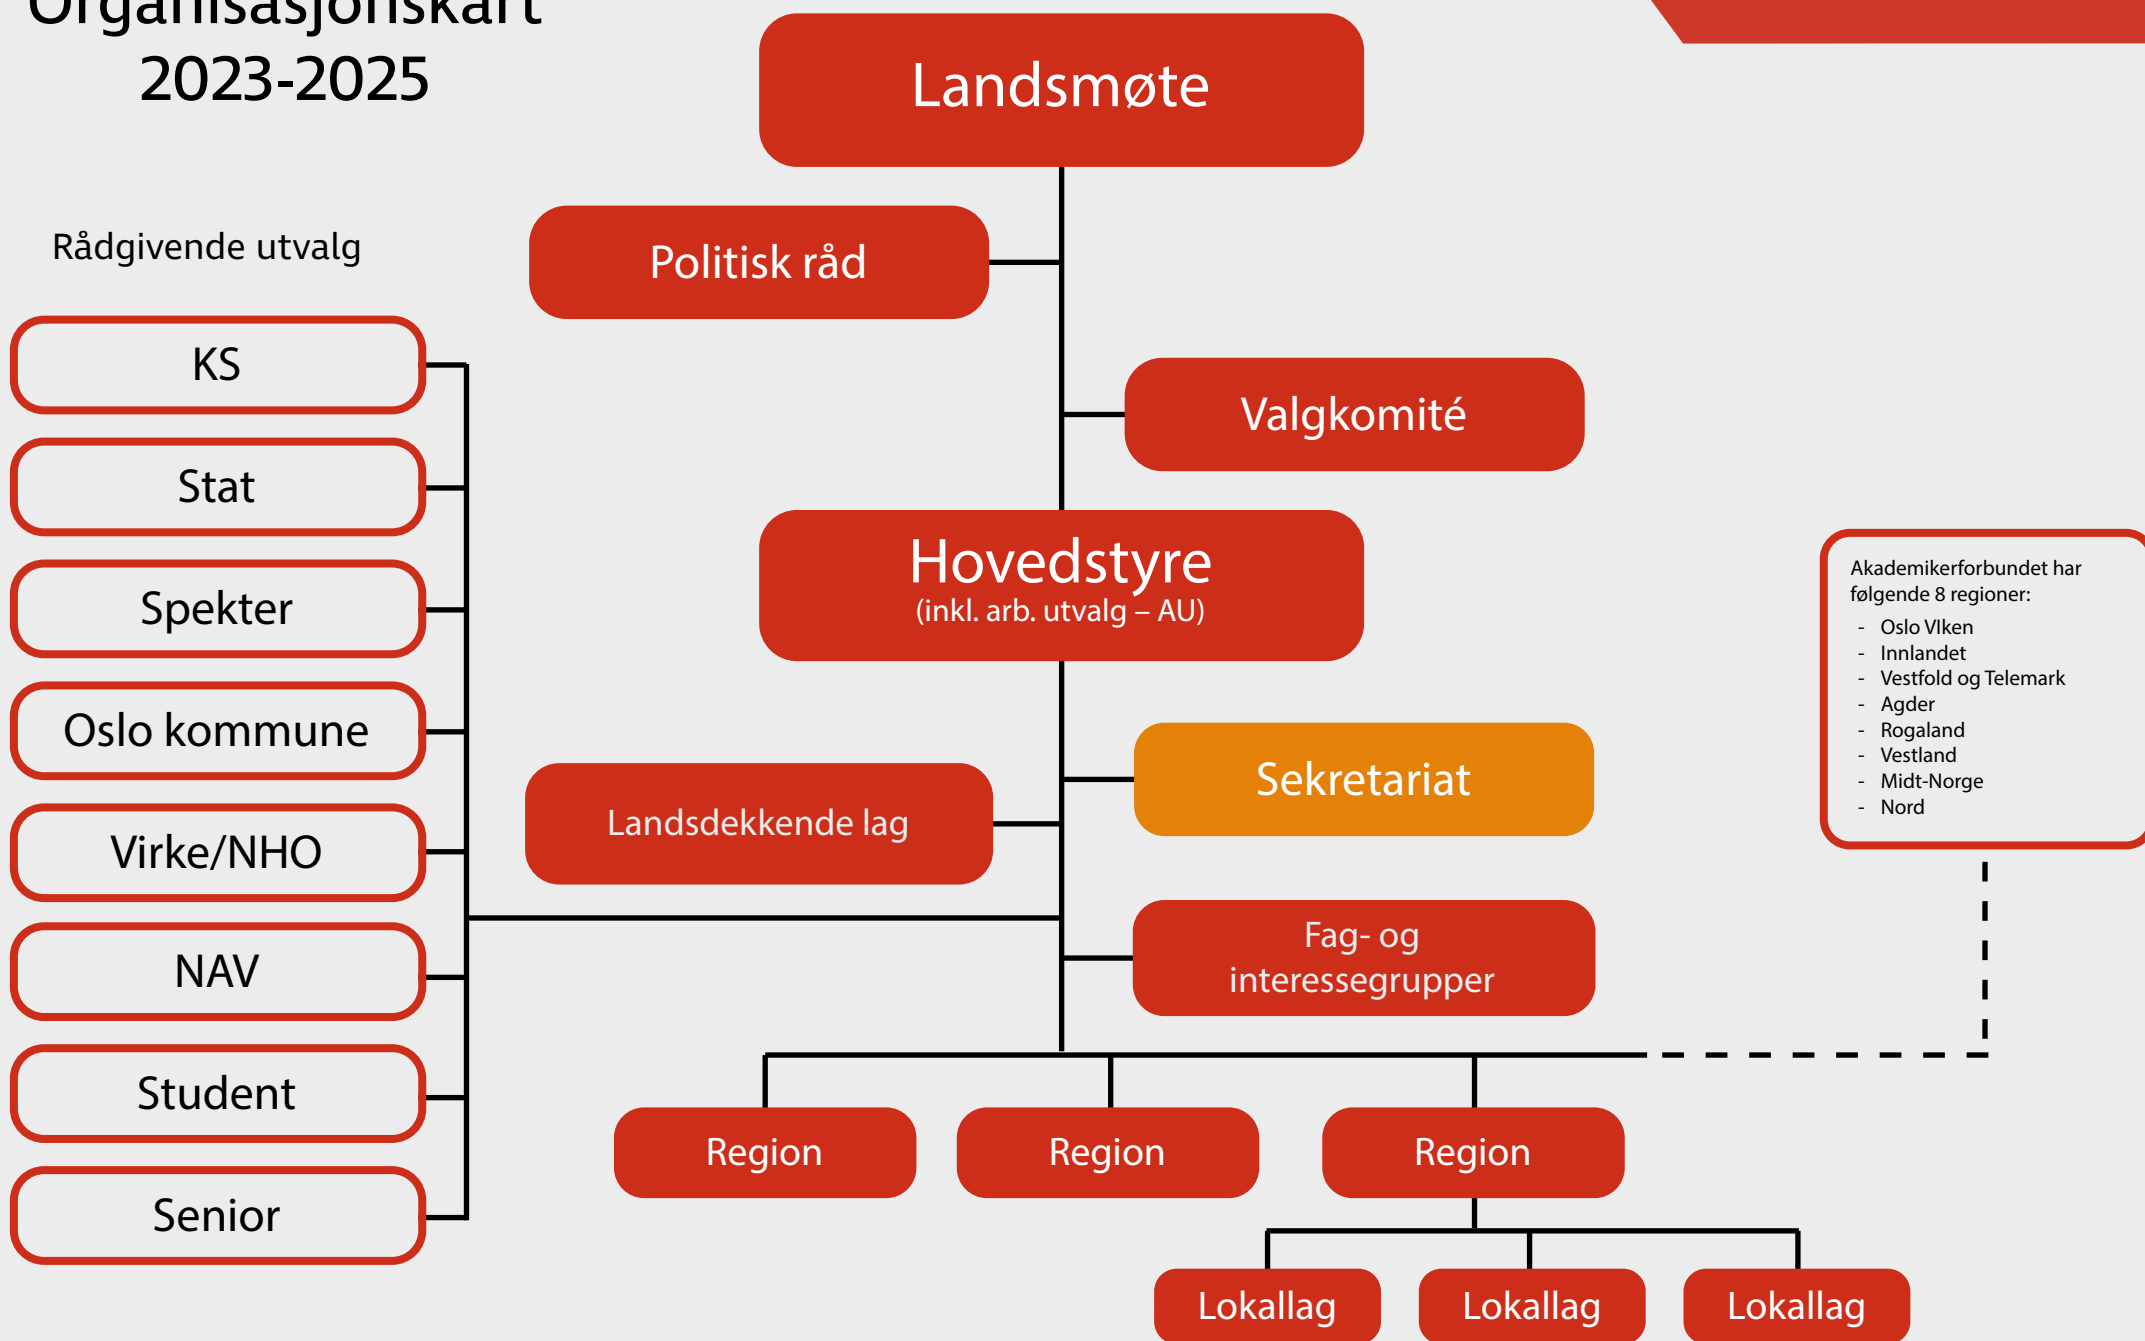 Organisasjonskart
2023-2025
Landsmøte
Politisk råd
Valgkomité
Hovedstyre
(inkl. arb. utvalg – AU)
Rådgivende utvalg
KS
Stat
Spekter
Oslo kommune
Virke/NHO
NAV
Student
Senior
Sekretariat
Landsdekkende lag
Fag- og
interessegrupper
Akademikerforbundet har
følgende 8 regioner:
- Oslo VIken
- Innlandet
- Vestfold og Telemark
- Agder
- Rogaland
- Vestland
- Midt-Norge
- Nord
Region
Region
Region
Lokallag
Lokallag
Lokallag